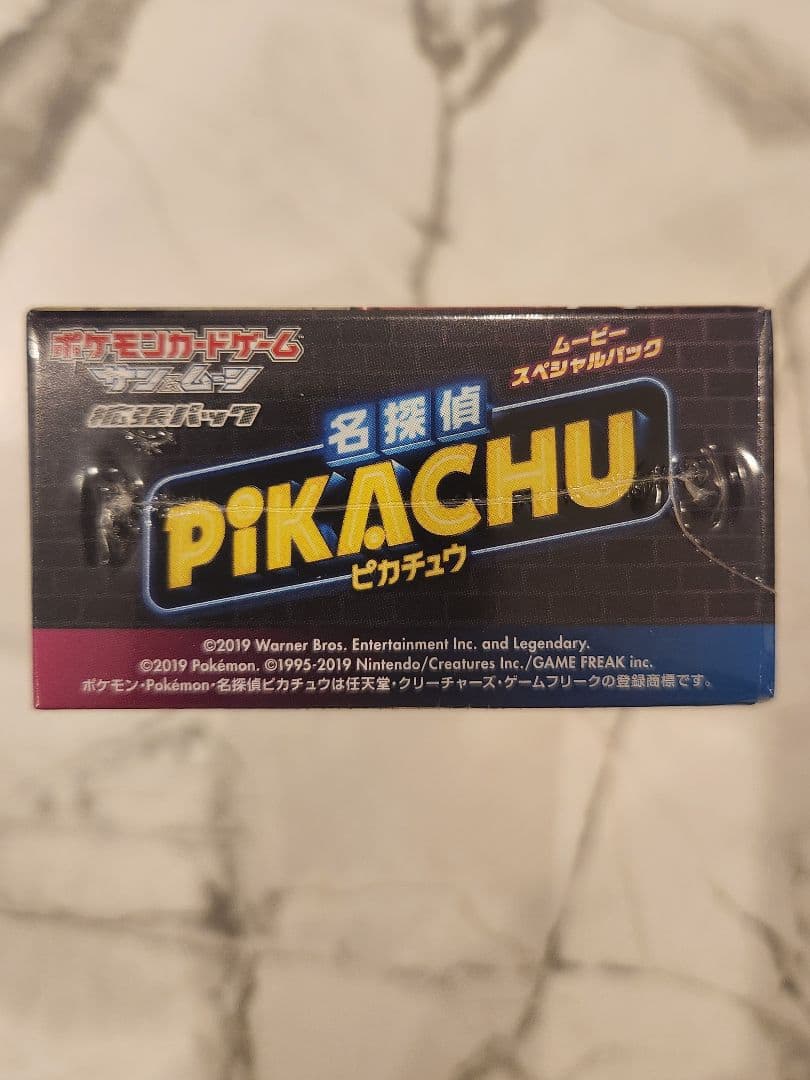 ポケモンカードゲーム
サン&ムーン
拡張パック
ムービー
スペシャルパック
名探偵
PiKACHU
ピカチュウ
©2019 Warner Bros. Entertainment Inc. and Legendary.
©2019 Pokémon. ©1995-2019 Nintendo/Creatures Inc./GAME FREAK inc.
ポケモン・Pokémon・名探偵ピカチュウは任天堂・クリーチャーズ・ゲームフリークの登録商標です。